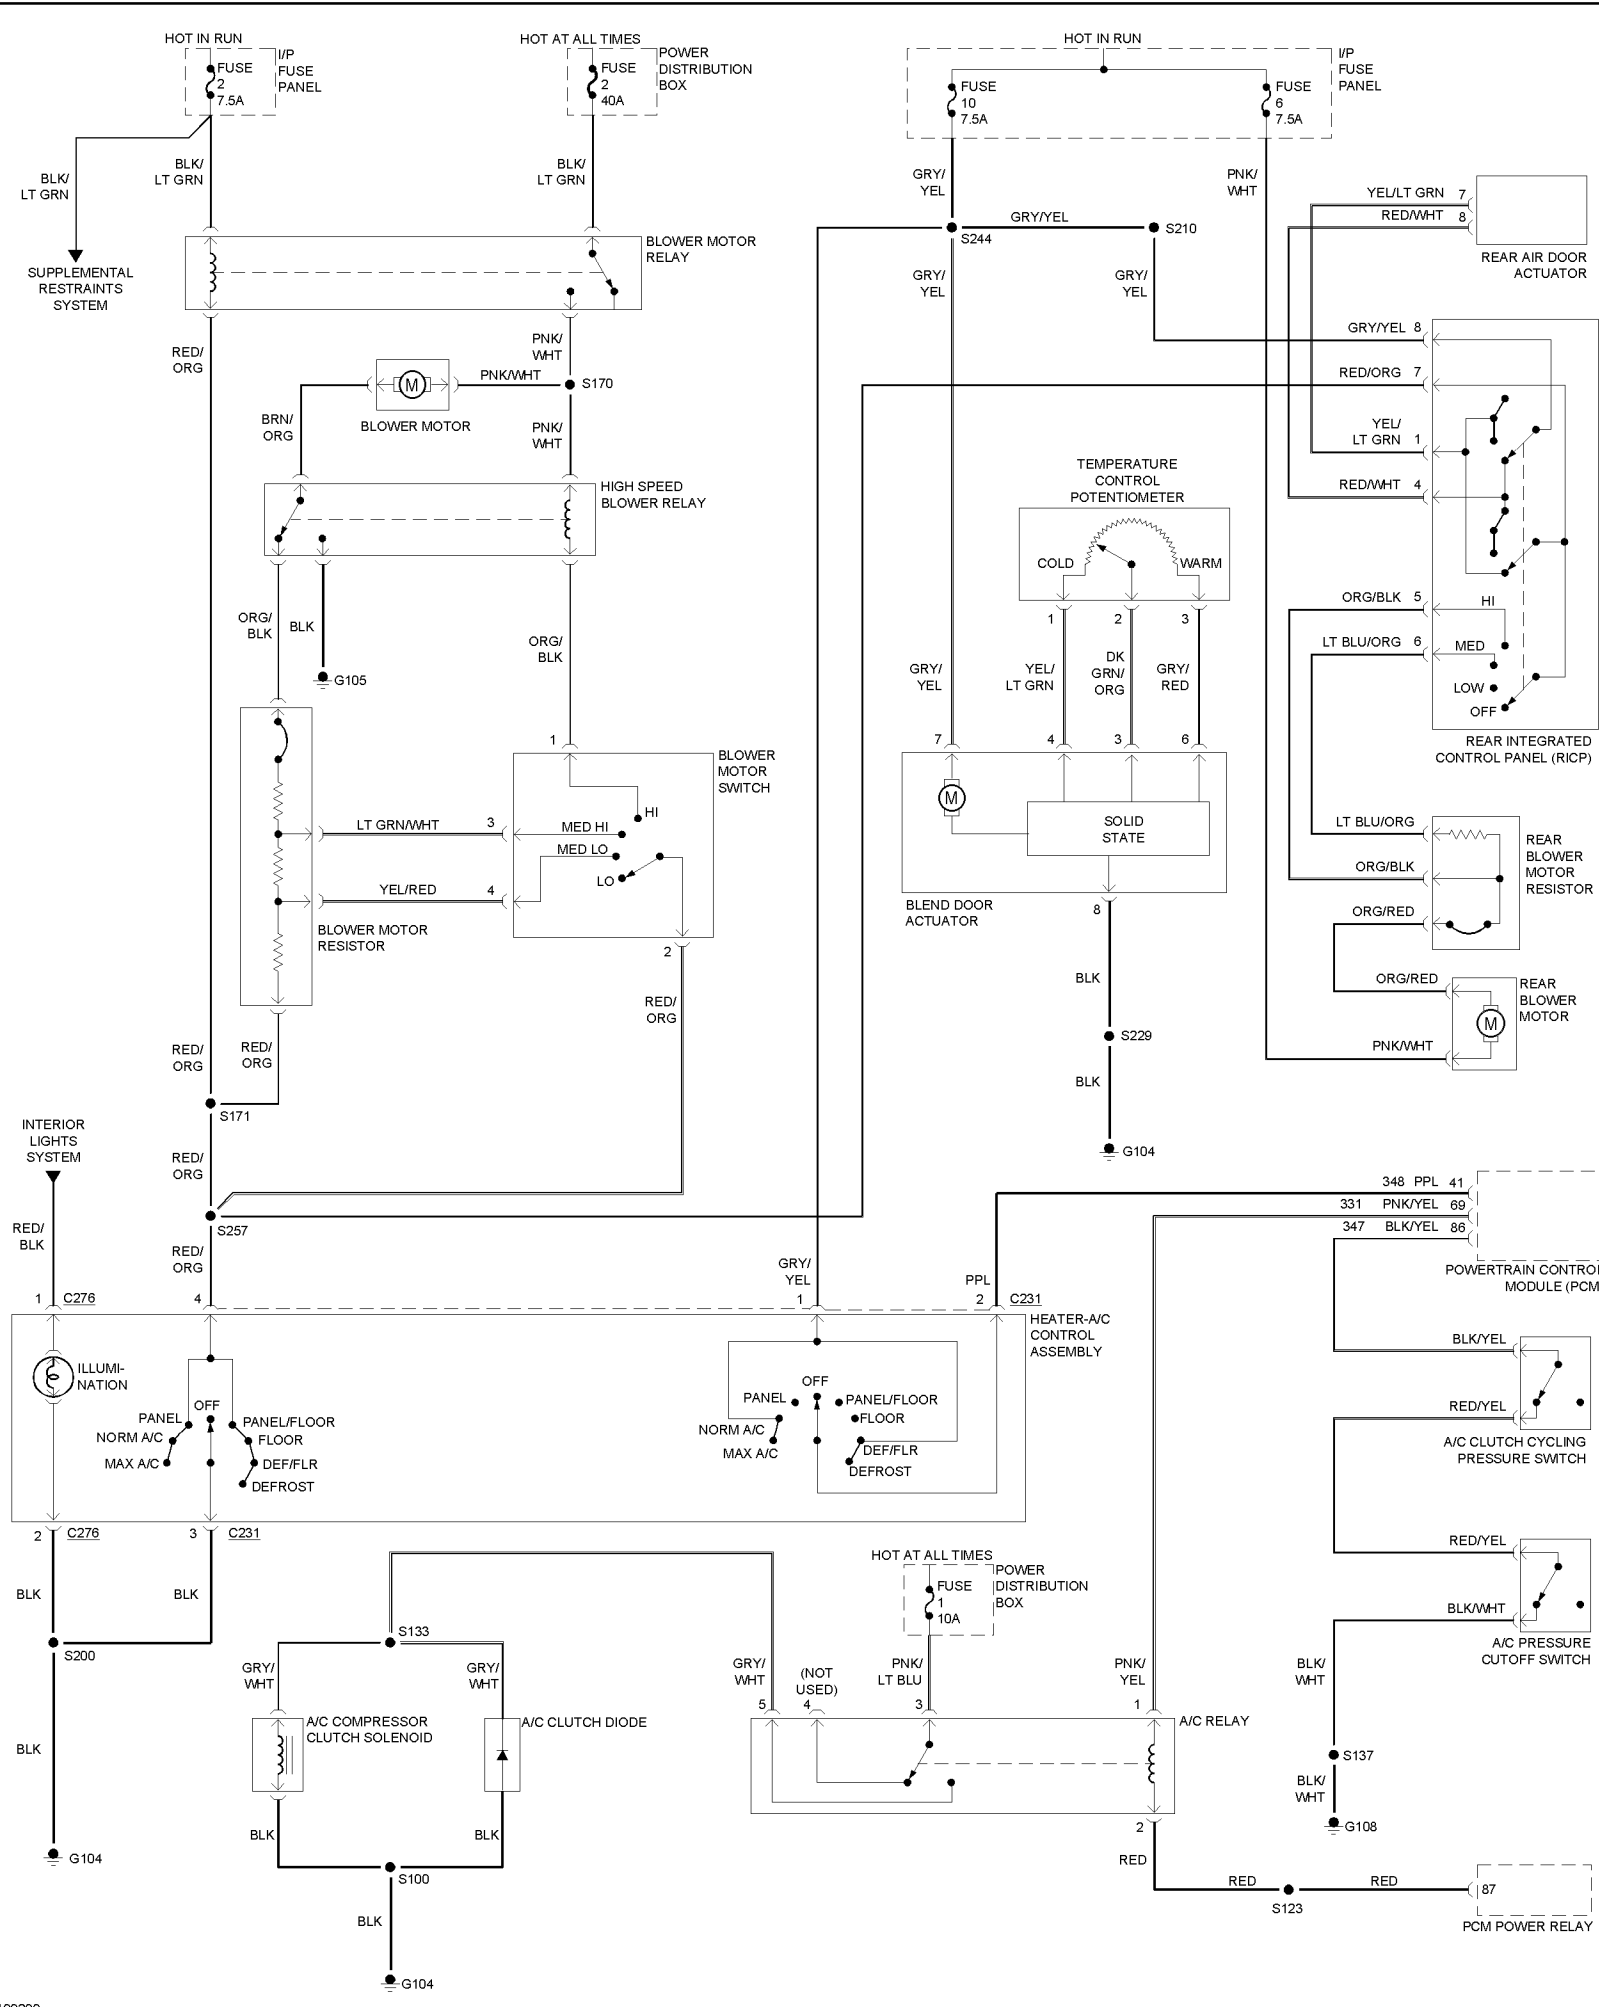 HOT IN RUN
I/P
FUSE
PANEL
FUSE
2
7.5A
HOT AT ALL TIMES
POWER
DISTRIBUTION
BOX
FUSE
2
40A
HOT IN RUN
I/P
FUSE
PANEL
FUSE
10
7.5A
FUSE
6
7.5A
BLK/
LT GRN
BLK/
LT GRN
BLK/
LT GRN
GRY/
YEL
PNK/
WHT
SUPPLEMENTAL
RESTRAINTS
SYSTEM
BLOWER MOTOR
RELAY
S244
GRY/YEL
S210
GRY/
YEL
GRY/
YEL
YEL/LT GRN 7
RED/WHT 8
REAR AIR DOOR
ACTUATOR
RED/
ORG
PNK/
WHT
PNK/WHT
S170
M
BLOWER MOTOR
BRN/
ORG
PNK/
WHT
HIGH SPEED
BLOWER RELAY
GRY/YEL 8
RED/ORG 7
YEL/
LT GRN 1
RED/WHT 4
ORG/BLK 5
LT BLU/ORG 6
HI
MED
LOW
OFF
REAR INTEGRATED
CONTROL PANEL (RICP)
TEMPERATURE
CONTROL
POTENTIOMETER
COLD
WARM
1
2
3
ORG/
BLK
BLK
G105
ORG/
BLK
GRY/
YEL
YEL/
LT GRN
DK
GRN/
ORG
GRY/
RED
7
4
3
6
M
SOLID
STATE
BLEND DOOR
ACTUATOR
8
BLK
S229
BLK
G104
1
BLOWER
MOTOR
SWITCH
HI
MED HI
MED LO
LO
LT GRN/WHT 3
YEL/RED 4
2
BLOWER MOTOR
RESISTOR
RED/
ORG
RED/
ORG
RED/
ORG
S171
RED/
ORG
S257
RED/
ORG
LT BLU/ORG
ORG/BLK
ORG/RED
REAR
BLOWER
MOTOR
RESISTOR
ORG/RED
PNK/WHT
M
REAR
BLOWER
MOTOR
INTERIOR
LIGHTS
SYSTEM
RED/
BLK
1 C276
4
GRY/
YEL
1
PPL
2 C231
HEATER-A/C
CONTROL
ASSEMBLY
348 PPL 41
331 PNK/YEL 69
347 BLK/YEL 86
MODULE (PCM
BLK/YEL
RED/YEL
A/C CLUTCH CYCLING
PRESSURE SWITCH
RED/YEL
BLK/WHT
A/C PRESSURE
CUTOFF SWITCH
BLK/
WHT
S137
BLK/
WHT
G108
ILLUMI-
NATION
OFF
PANEL
NORM A/C
MAX A/C
PANEL/FLOOR
FLOOR
DEF/FLR
DEFROST
OFF
PANEL
NORM A/C
MAX A/C
PANEL/FLOOR
FLOOR
DEF/FLR
DEFROST
2 C276
3 C231
BLK
BLK
S200
BLK
G104
HOT AT ALL TIMES
POWER
DISTRIBUTION
BOX
FUSE
1
10A
S133
GRY/
WHT
GRY/
WHT
A/C COMPRESSOR
CLUTCH SOLENOID
A/C CLUTCH DIODE
BLK
BLK
S100
BLK
G104
GRY/
WHT
5
(NOT
USED)
4
PNK/
LT BLU
3
PNK/
YEL
1
A/C RELAY
2
RED
RED
S123
RED
87
PCM POWER RELAY
POWERTRAIN CONTRO